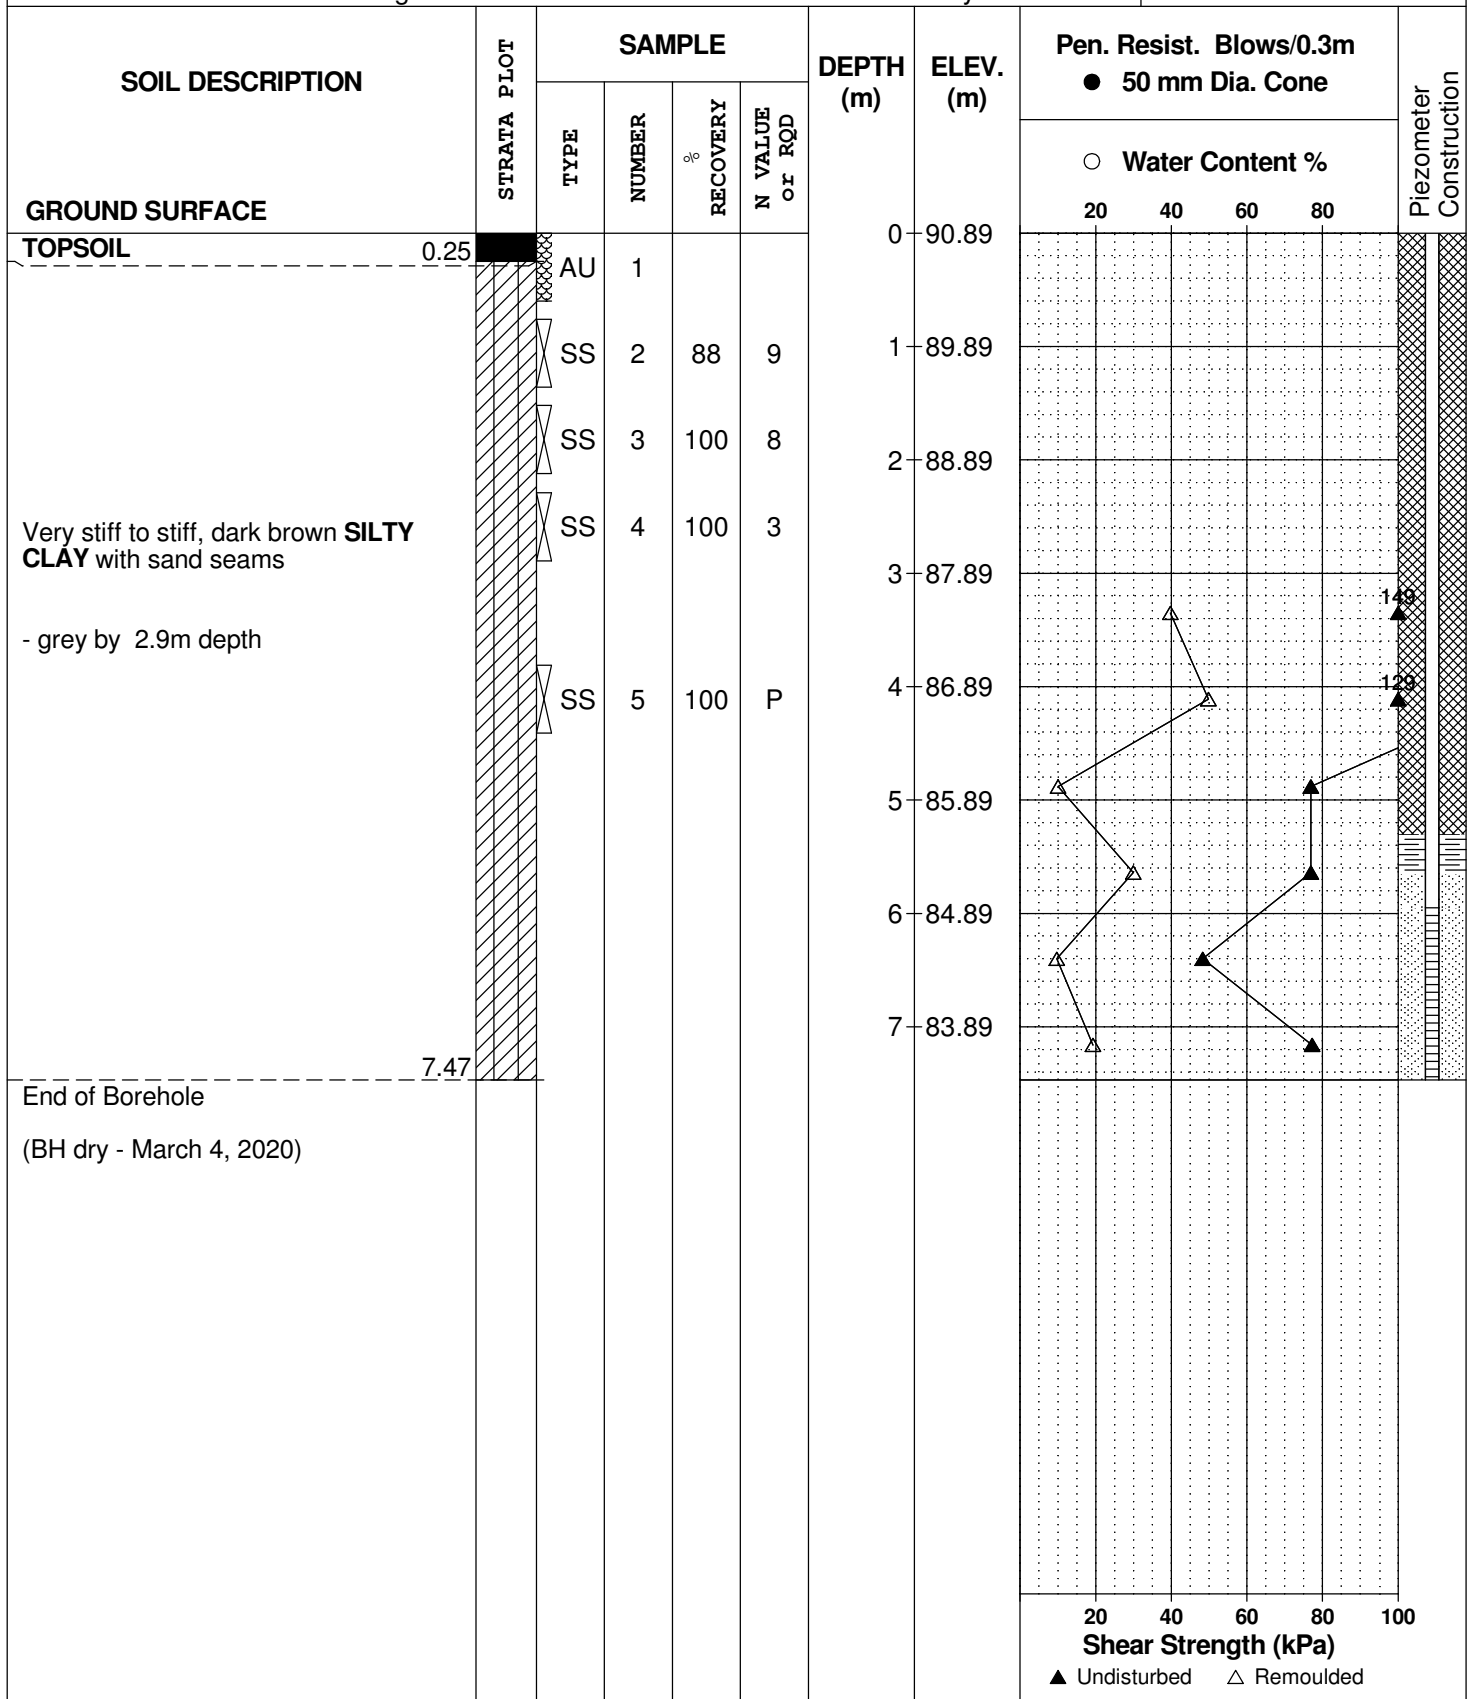 SOIL DESCRIPTION
GROUND SURFACE
STRATA PLOT
SAMPLE
TYPE
NUMBER
% RECOVERY
N VALUE or RQD
DEPTH (m)
ELEV. (m)
Pen. Resist. Blows/0.3m
● 50 mm Dia. Cone
○ Water Content %
20 40 60 80
Piezometer Construction
TOPSOIL 0.25
0 90.89
AU 1
SS 2 88 9
1 89.89
SS 3 100 8
2 88.89
Very stiff to stiff, dark brown SILTY
CLAY with sand seams
SS 4 100 3
3 87.89
149
- grey by 2.9m depth
129
4 86.89
SS 5 100 P
5 85.89
6 84.89
7 83.89
7.47
End of Borehole
(BH dry - March 4, 2020)
20 40 60 80 100
Shear Strength (kPa)
▲ Undisturbed △ Remoulded